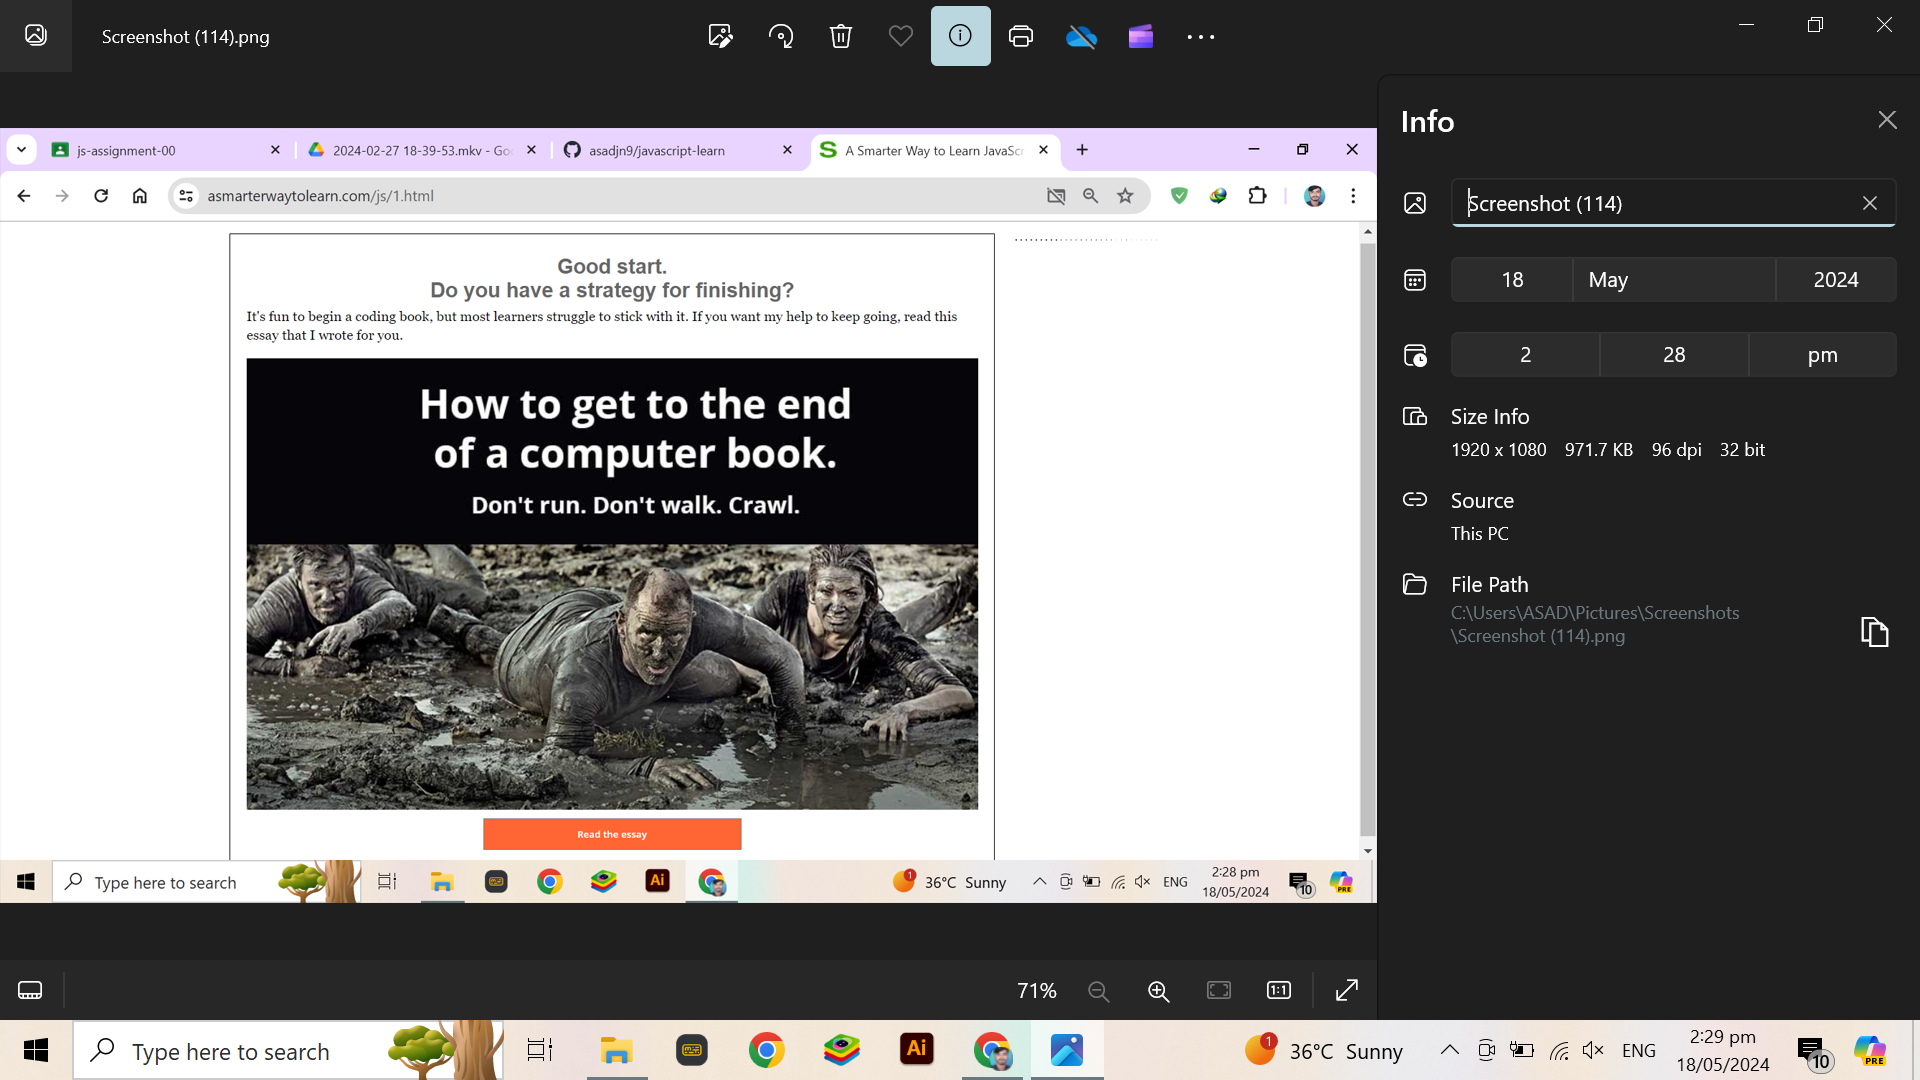 Screenshot (114).png
js-assignment-00
2024-02-27 18-39-53.mkv - Go
asadjn9/javascript-learn
A Smarter Way to Learn JavaSc
asmarterwaytolearn.com/js/1.html
Good start.
Do you have a strategy for finishing?
It's fun to begin a coding book, but most learners struggle to stick with it. If you want my help to keep going, read this
essay that I wrote for you.
How to get to the end
of a computer book.
Don't run. Don't walk. Crawl.
Read the essay
Type here to search
Ai
1
36°C Sunny
ENG
2:28 pm
18/05/2024
10
PRE
Info
Screenshot (114)
18 May 2024
2 28 pm
Size Info
1920 x 1080 971.7 KB 96 dpi 32 bit
Source
This PC
File Path
C:\Users\ASAD\Pictures\Screenshots
\Screenshot (114).png
71%
1:1
Type here to search
Ai
1
36°C Sunny
ENG
2:29 pm
18/05/2024
10
PRE